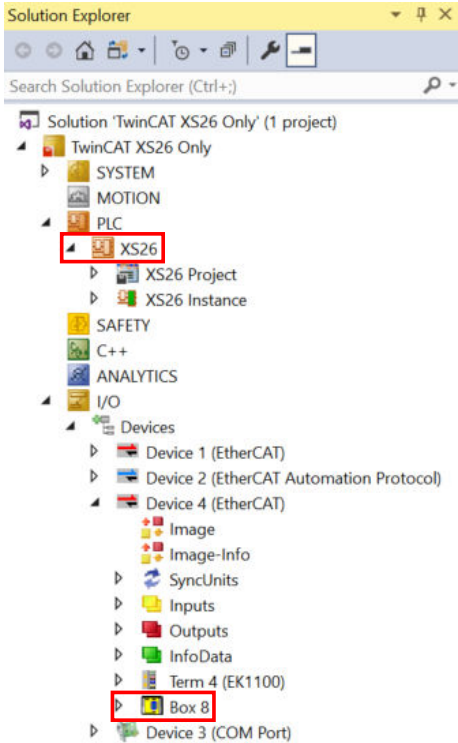 Solution Explorer
Search Solution Explorer (Ctrl+;)
Solution 'TwinCAT XS26 Only' (1 project)
TwinCAT XS26 Only
SYSTEM
MOTION
PLC
XS26
XS26 Project
XS26 Instance
SAFETY
C++
ANALYTICS
I/O
Devices
Device 1 (EtherCAT)
Device 2 (EtherCAT Automation Protocol)
Device 4 (EtherCAT)
Image
Image-Info
SyncUnits
Inputs
Outputs
InfoData
Term 4 (EK1100)
Box 8
Device 3 (COM Port)